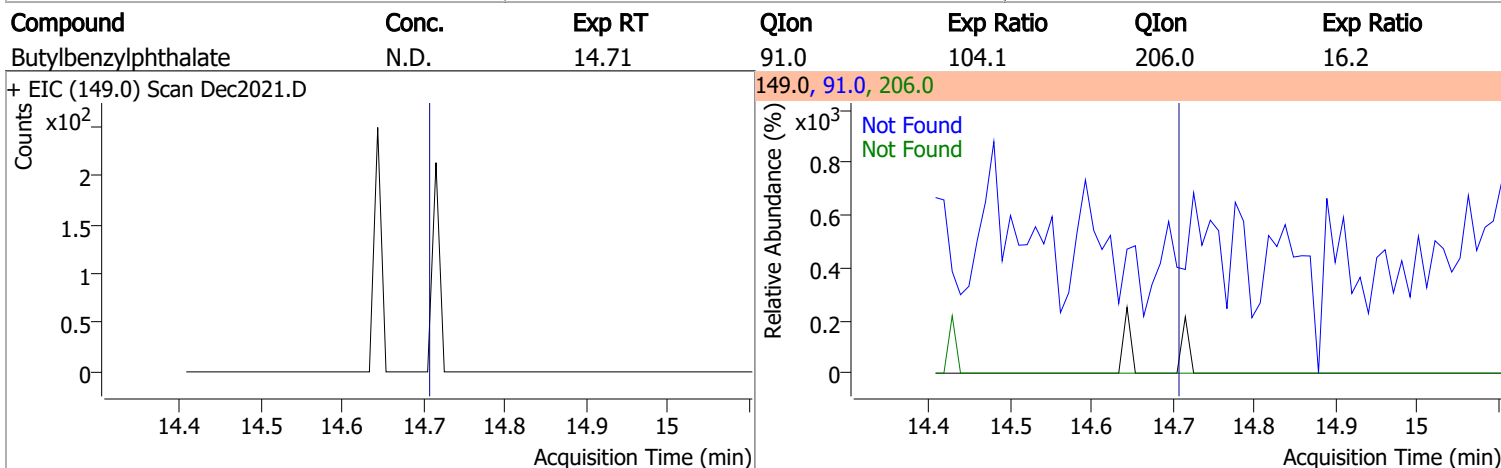 Compound Conc. Exp RT QIon Exp Ratio QIon Exp Ratio
Butylbenzylphthalate N.D. 14.71 91.0 104.1 206.0 16.2
+ EIC (149.0) Scan Dec2021.D
Counts
x10²
2
1.5
1
0.5
0
14.4 14.5 14.6 14.7 14.8 14.9 15
Acquisition Time (min)
149.0, 91.0, 206.0
Relative Abundance (%)
x10³
Not Found
Not Found
0.8
0.6
0.4
0.2
0
14.4 14.5 14.6 14.7 14.8 14.9 15
Acquisition Time (min)